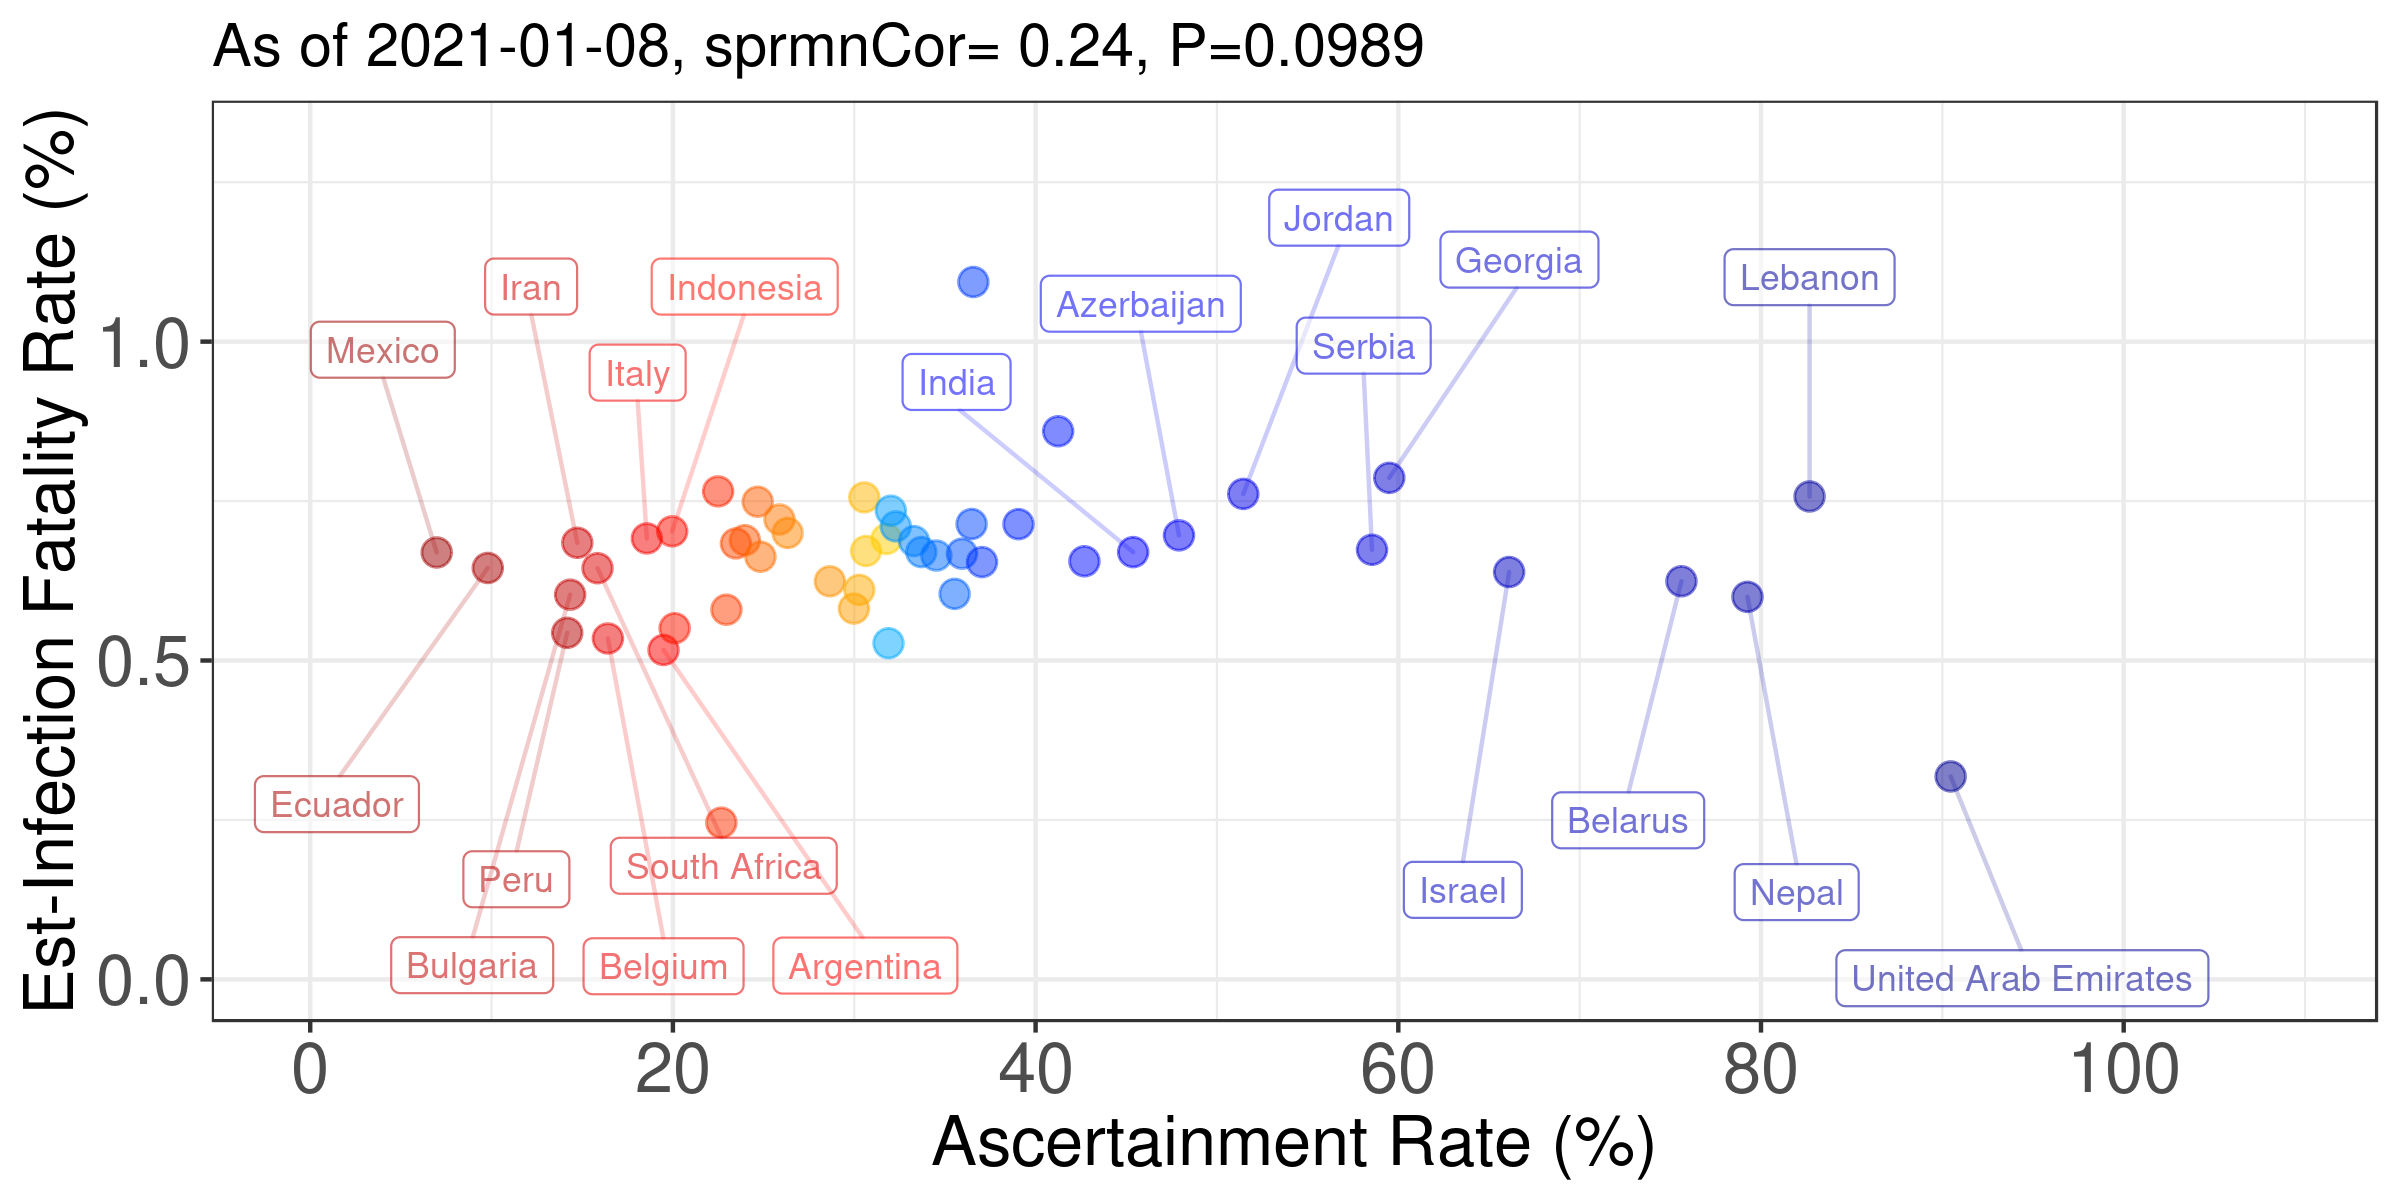 As of 2021-01-08, sprmnCor= 0.24, P=0.0989
Est-Infection Fatality Rate (%)
1.0
0.5
0.0
Jordan
Georgia
Lebanon
Iran
Indonesia
Azerbaijan
Mexico
Serbia
Italy
India
Ecuador
Belarus
South Africa
Peru
Israel
Nepal
Bulgaria
Belgium
Argentina
United Arab Emirates
0
20
40
60
80
100
Ascertainment Rate (%)